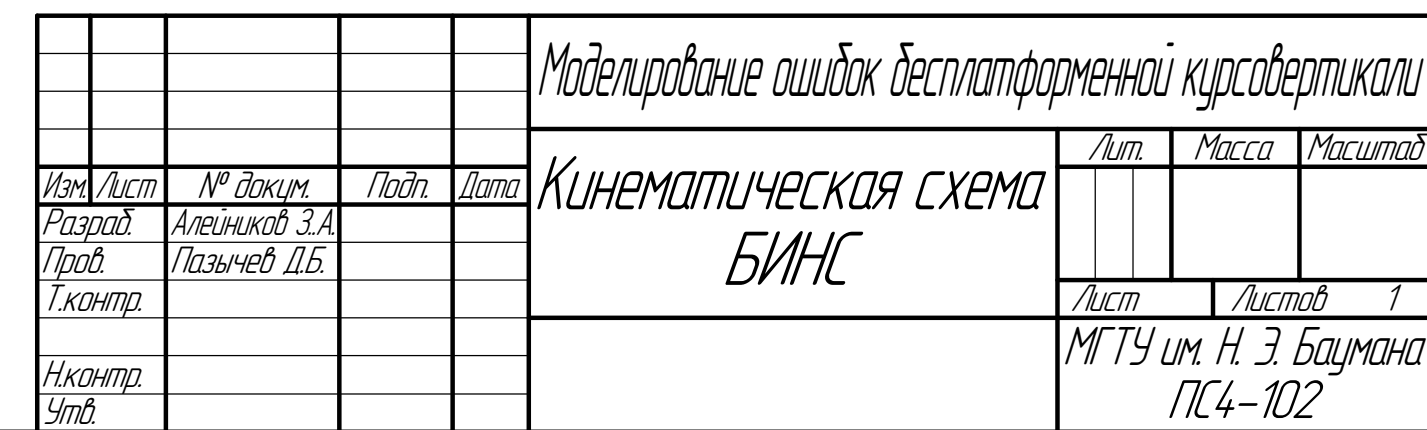 Моделирование ошибок бесплатформенной курсовертикали
Кинематическая схема
БИНС
Лит. Масса Масштаб
Изм. Лист № докум. Подп. Дата
Разраб. Алейников З..А.
Пров. Пазычев Д.Б.
Т.контр.
Лист Листов 1
МГТУ им. Н. Э. Баумана
ПС4-102
Н.контр.
Утв.